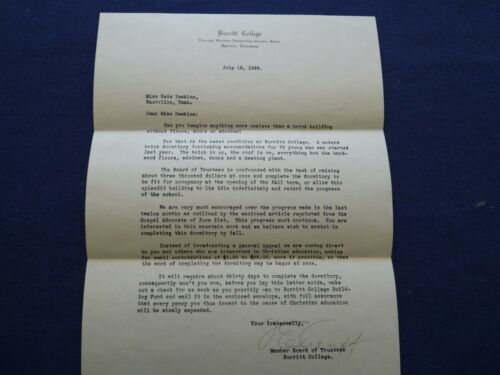 Burritt College
Spencer, Tennessee
July 18, 1928.
Miss Kate Denkins,
Nashville, Tenn.
Dear Miss Denkins:
Can you imagine anything more useless than a brick building
without floors, doors or windows?
Yet that is the exact condition at Burritt College. A modern
brick dormitory furnishing accommodations for 76 young men was started
last year. The brick is up, the roof is on, everything but the hard-
wood floors, windows, doors and a heating plant.
The Board of Trustees is confronted with the task of raising
about three thousand dollars at once and complete the dormitory to
be fit for occupancy at the opening of the fall term, or allow this
splendid building to lie idle indefinitely and retard the progress
of the school.
We are very much encouraged over the progress made in the last
twelve months as outlined by the enclosed article reprinted from the
Gospel Advocate of June 21st. This progress must continue. You are
interested in this mountain work and we believe wish to assist in
completing this dormitory by fall.
Instead of broadcasting a general appeal we are coming direct
to you and others who are interested in Christian education, asking
for small contributions of $1.00 to $25.00, more if possible, so that
the work of completing the dormitory may be begun at once.
It will require about thirty days to complete the dormitory,
consequently won't you now, before you lay this letter aside, make
out a check for as much as you possibly can to Burritt College Build-
ing Fund and mail it in the enclosed envelope, with full assurance
that every penny you thus invest in the cause of Christian education
will be wisely expended.
Your fraternally,
Member Board of Trustees
Burritt College.